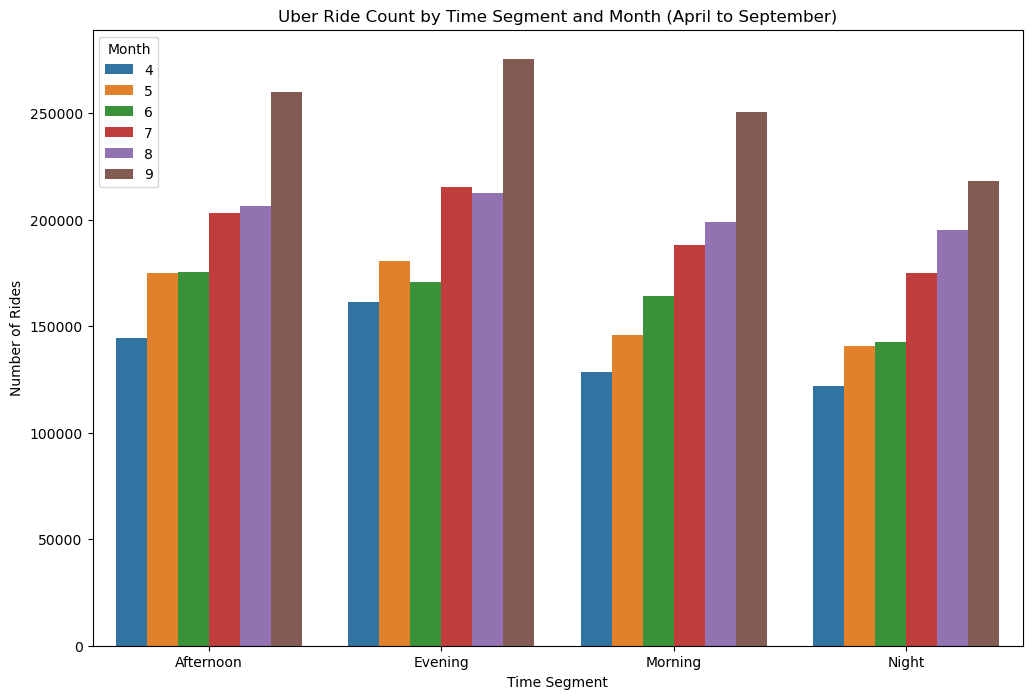 Uber Ride Count by Time Segment and Month (April to September)
Month
4
5
6
7
8
9
Number of Rides
250000
200000
150000
100000
50000
0
Afternoon
Evening
Morning
Night
Time Segment